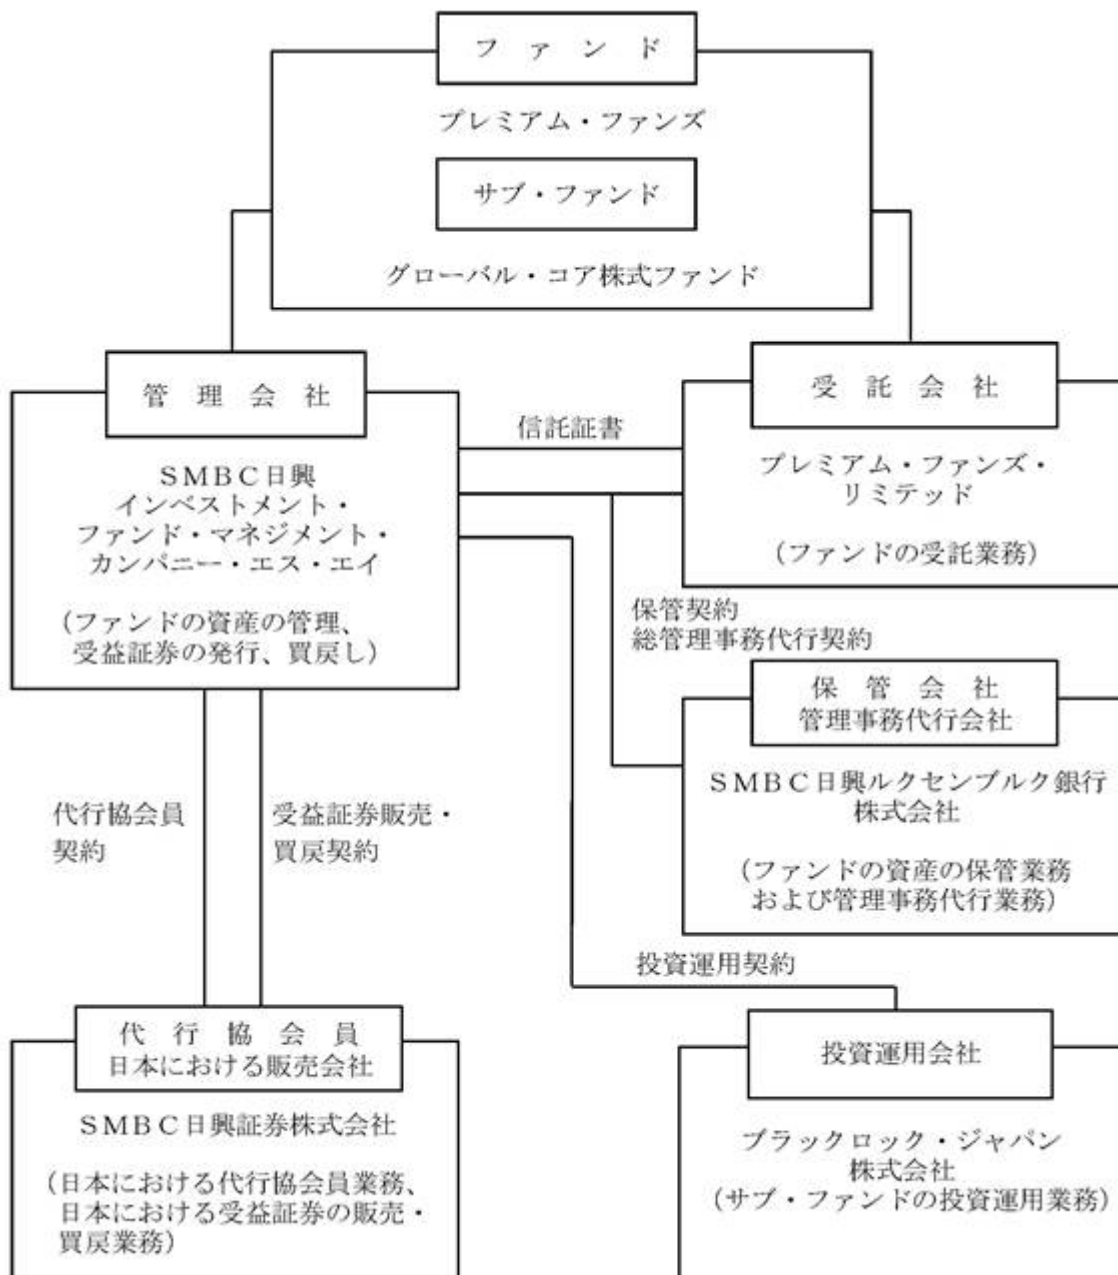 ファンド
プレミアム・ファンズ
サブ・ファンド
グローバル・コア株式ファンド
管理会社
SMBC日興
インベストメント・
ファンド・マネジメント・
カンパニー・エス・エイ
(ファンドの資産の管理、
受益証券の発行、買戻し)
信託証書
受託会社
プレミアム・ファンズ・
リミテッド
(ファンドの受託業務)
保管契約
総管理事務代行契約
保管会社
管理事務代行会社
SMBC日興ルクセンブルク銀行
株式会社
(ファンドの資産の保管業務
および管理事務代行業務)
代行協会員
契約
受益証券販売・
買戻契約
投資運用契約
代行協会員
日本における販売会社
SMBC日興証券株式会社
(日本における代行協会員業務、
日本における受益証券の販売・
買戻業務)
投資運用会社
ブラックロック・ジャパン
株式会社
(サブ・ファンドの投資運用業務)